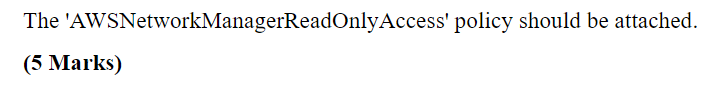 The 'AWSNetworkManagerReadOnlyAccess' policy should be attached.
(5 Marks)